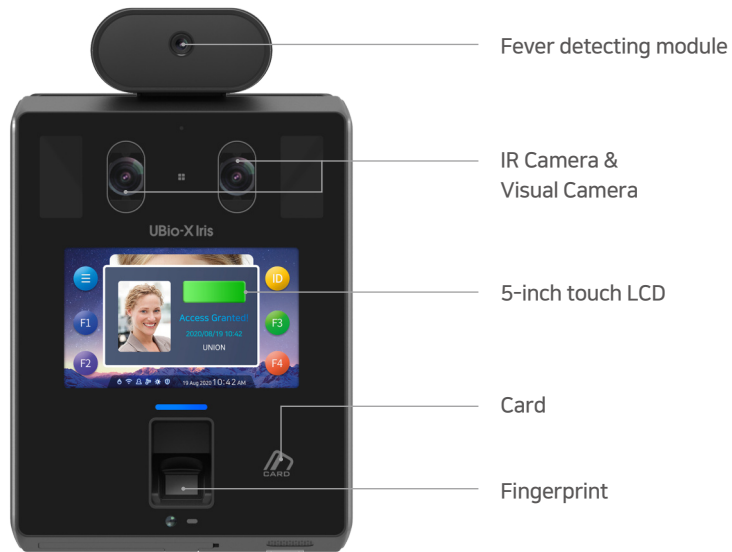 Fever detecting module
IR Camera &
Visual Camera
UBio-X Iris
ID
F1
Access Granted!
F3
5-inch touch LCD
2020/08/19 10:42
UNION
F2
F4
19 Aug 2020 10:42 AM
Card
CARD
Fingerprint